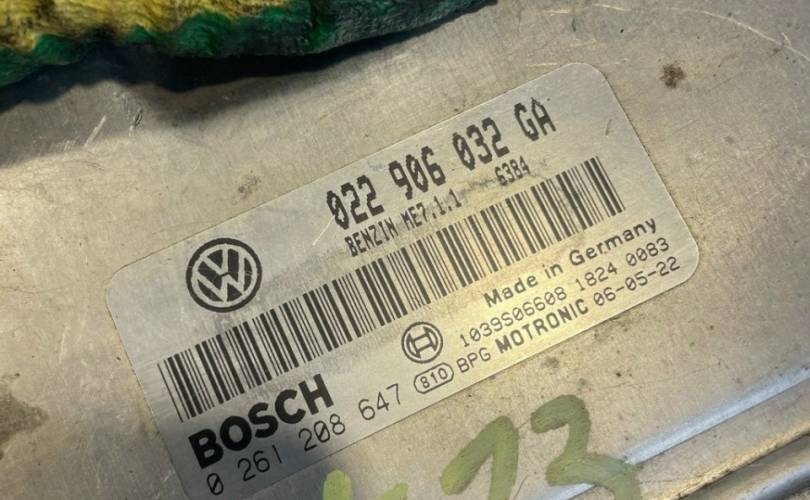 022 906 032 GA
BENZIN ME7.1.1 6384
Made in Germany
1039S06608 1824 0083
BOSCH
810 BPG MOTRONIC 06-05-22
0 261 208 647
73